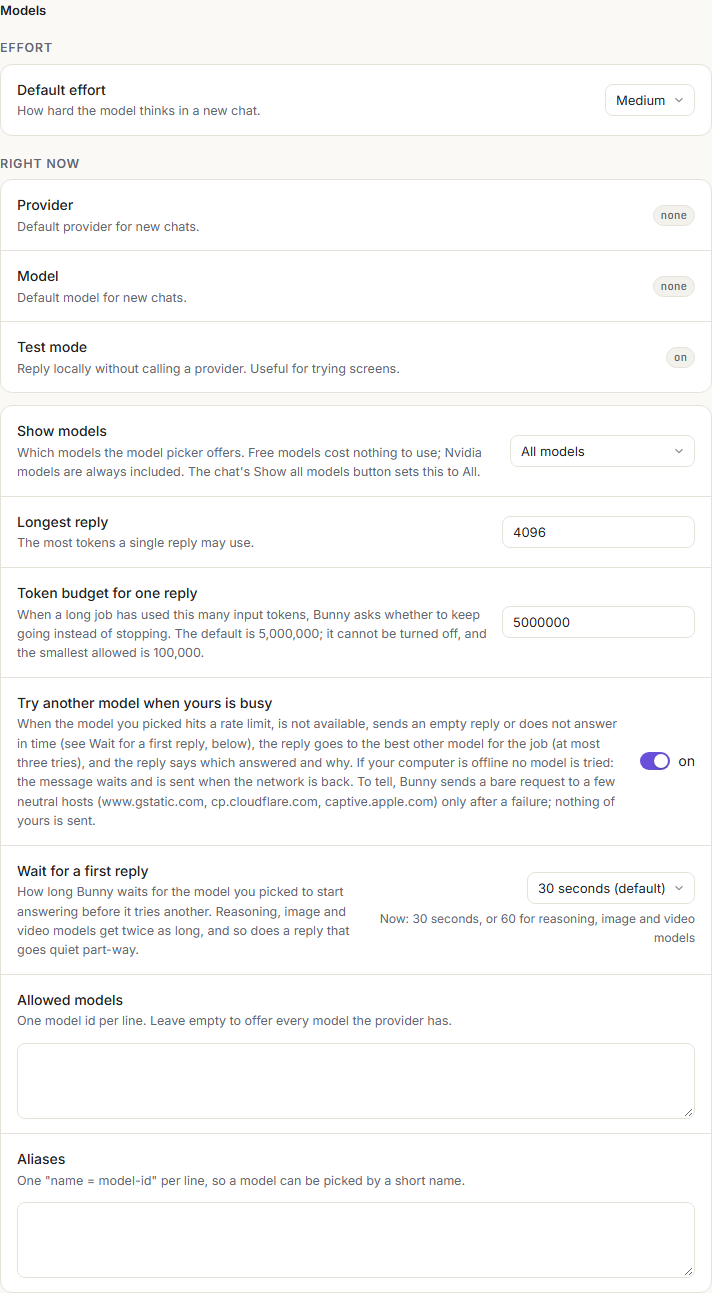 Models
EFFORT
Default effort
How hard the model thinks in a new chat.
Medium
RIGHT NOW
Provider
Default provider for new chats.
none
Model
Default model for new chats.
none
Test mode
Reply locally without calling a provider. Useful for trying screens.
on
Show models
Which models the model picker offers. Free models cost nothing to use; Nvidia
models are always included. The chat's Show all models button sets this to All.
All models
Longest reply
The most tokens a single reply may use.
4096
Token budget for one reply
When a long job has used this many input tokens, Bunny asks whether to keep
going instead of stopping. The default is 5,000,000; it cannot be turned off, and
the smallest allowed is 100,000.
5000000
Try another model when yours is busy
When the model you picked hits a rate limit, is not available, sends an empty reply or does not answer
in time (see Wait for a first reply, below), the reply goes to the best other model for the job (at most
three tries), and the reply says which answered and why. If your computer is offline no model is tried:
the message waits and is sent when the network is back. To tell, Bunny sends a bare request to a few
neutral hosts (www.gstatic.com, cp.cloudflare.com, captive.apple.com) only after a failure; nothing of
yours is sent.
on
Wait for a first reply
How long Bunny waits for the model you picked to start
answering before it tries another. Reasoning, image and
video models get twice as long, and so does a reply that
goes quiet part-way.
30 seconds (default)
Now: 30 seconds, or 60 for reasoning, image and video
models
Allowed models
One model id per line. Leave empty to offer every model the provider has.
Aliases
One "name = model-id" per line, so a model can be picked by a short name.